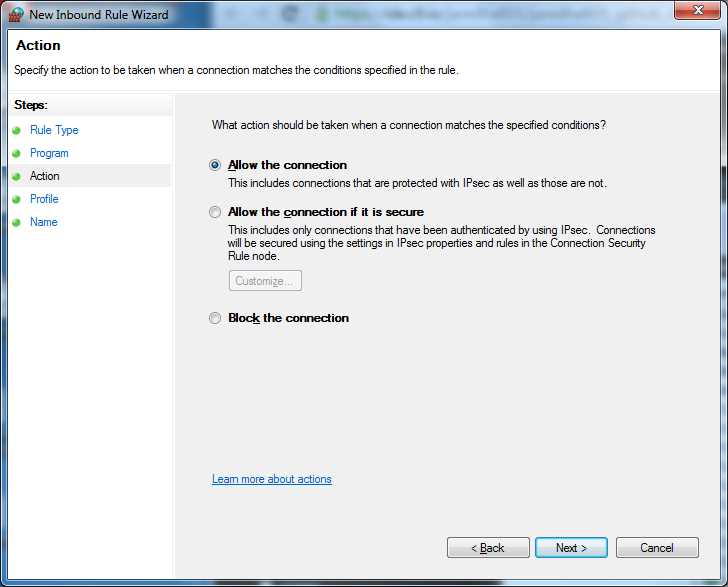 New Inbound Rule Wizard
Action
Specify the action to be taken when a connection matches the conditions specified in the rule.
Steps:
Rule Type
Program
Action
Profile
Name
What action should be taken when a connection matches the specified conditions?
Allow the connection
This includes connections that are protected with IPsec as well as those are not.
Allow the connection if it is secure
This includes only connections that have been authenticated by using IPsec. Connections
will be secured using the settings in IPsec properties and rules in the Connection Security
Rule node.
Customize...
Block the connection
Learn more about actions
< Back
Next >
Cancel